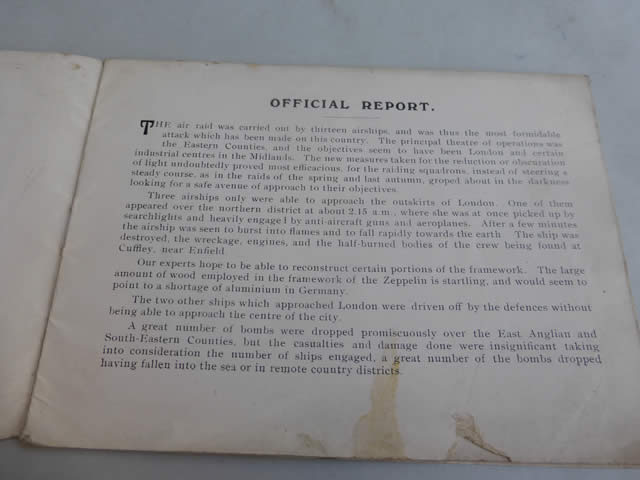 OFFICIAL REPORT.
THE air raid was carried out by thirteen airships, and was thus the most formidable
attack which has been made on this country. The principal theatre of operations was
the Eastern Counties, and the objectives seem to have been London and certain
industrial centres in the Midlands. The new measures taken for the reduction or obscuration
of light undoubtedly proved most efficacious, for the raiding squadrons, instead of steering a
steady course, as in the raids of the spring and last autumn, groped about in the darkness
looking for a safe avenue of approach to their objectives.
Three airships only were able to approach the outskirts of London. One of them
appeared over the northern district at about 2.15 a.m., where she was at once picked up by
searchlights and heavily engaged by anti-aircraft guns and aeroplanes. After a few minutes
the airship was seen to burst into flames and to fall rapidly towards the earth. The ship was
destroyed, the wreckage, engines, and the half-burned bodies of the crew being found at
Cuffley, near Enfield.
Our experts hope to be able to reconstruct certain portions of the framework. The large
amount of wood employed in the framework of the Zeppelin is startling, and would seem to
point to a shortage of aluminium in Germany.
The two other ships which approached London were driven off by the defences without
being able to approach the centre of the city.
A great number of bombs were dropped promiscuously over the East Anglian and
South-Eastern Counties, but the casualties and damage done were insignificant taking
into consideration the number of ships engaged, a great number of the bombs dropped
having fallen into the sea or in remote country districts.